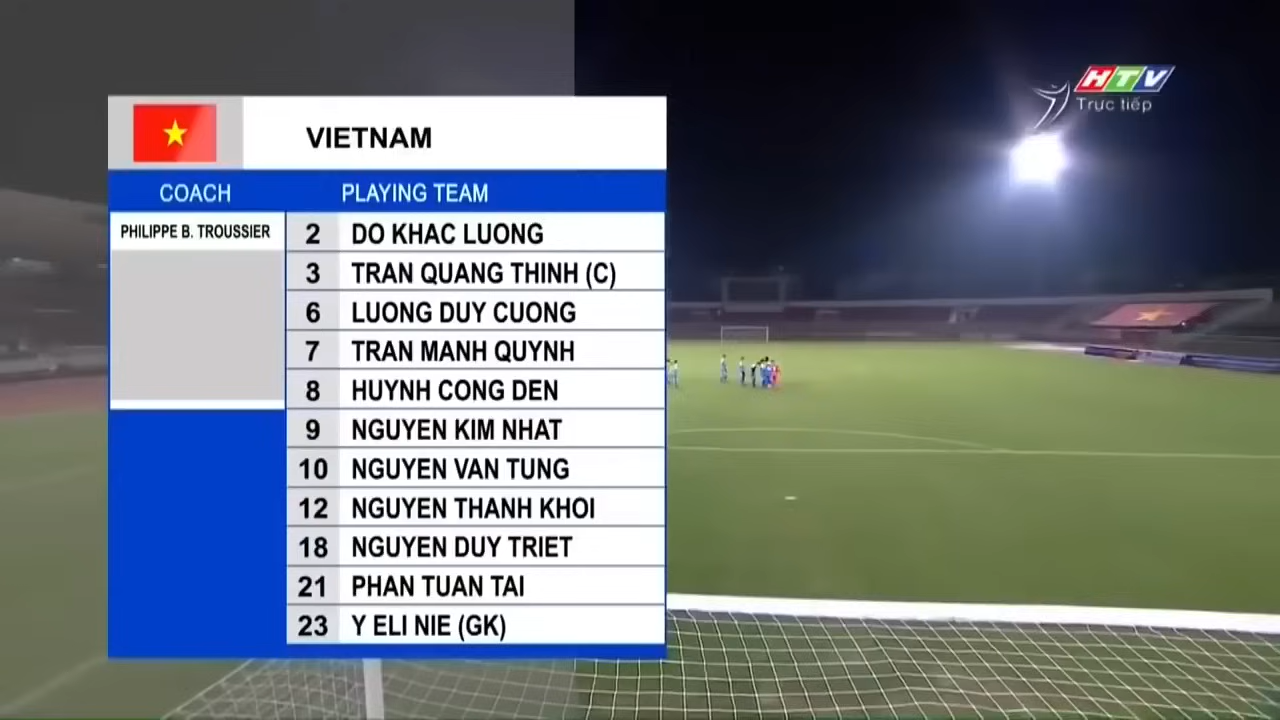 HTV
Trực tiếp
VIETNAM
COACH
PLAYING TEAM
PHILIPPE B. TROUSSIER
2 DO KHAC LUONG
3 TRAN QUANG THINH (C)
6 LUONG DUY CUONG
7 TRAN MANH QUYNH
8 HUYNH CONG DEN
9 NGUYEN KIM NHAT
10 NGUYEN VAN TUNG
12 NGUYEN THANH KHOI
18 NGUYEN DUY TRIET
21 PHAN TUAN TAI
23 Y ELI NIE (GK)